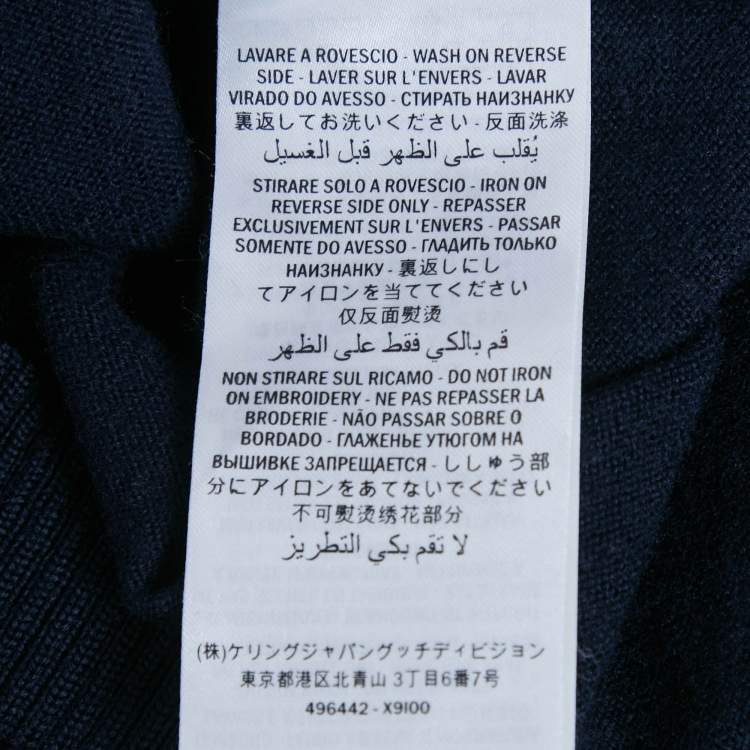 LAVARE A ROVESCIO - WASH ON REVERSE
SIDE - LAVER SUR L'ENVERS - LAVAR
VIRADO DO AVESSO - СТИРАТЬ НАИЗНАНКУ
裏返してお洗いください - 反面洗涤
يُقلب على الظهر قبل الغسيل
STIRARE SOLO A ROVESCIO - IRON ON
REVERSE SIDE ONLY - REPASSER
EXCLUSIVEMENT SUR L'ENVERS - PASSAR
SOMENTE DO AVESSO - ГЛАДИТЬ ТОЛЬКО
НАИЗНАНКУ - 裏返しにし
てアイロンを当ててください
仅反面熨烫
قم بالكي فقط على الظهر
NON STIRARE SUL RICAMO - DO NOT IRON
ON EMBROIDERY - NE PAS REPASSER LA
BRODERIE - NÃO PASSAR SOBRE O
BORDADO - ГЛАЖЕНЬЕ УТЮГОМ НА
ВЫШИВКЕ ЗАПРЕЩАЕТСЯ - ししゅう部
分にアイロンをあてないでください
不可熨烫绣花部分
لا تقم بكي التطريز
(株)ケリングジャパングッチディビジョン
東京都港区北青山 3丁目6番7号
496442 - X9I00